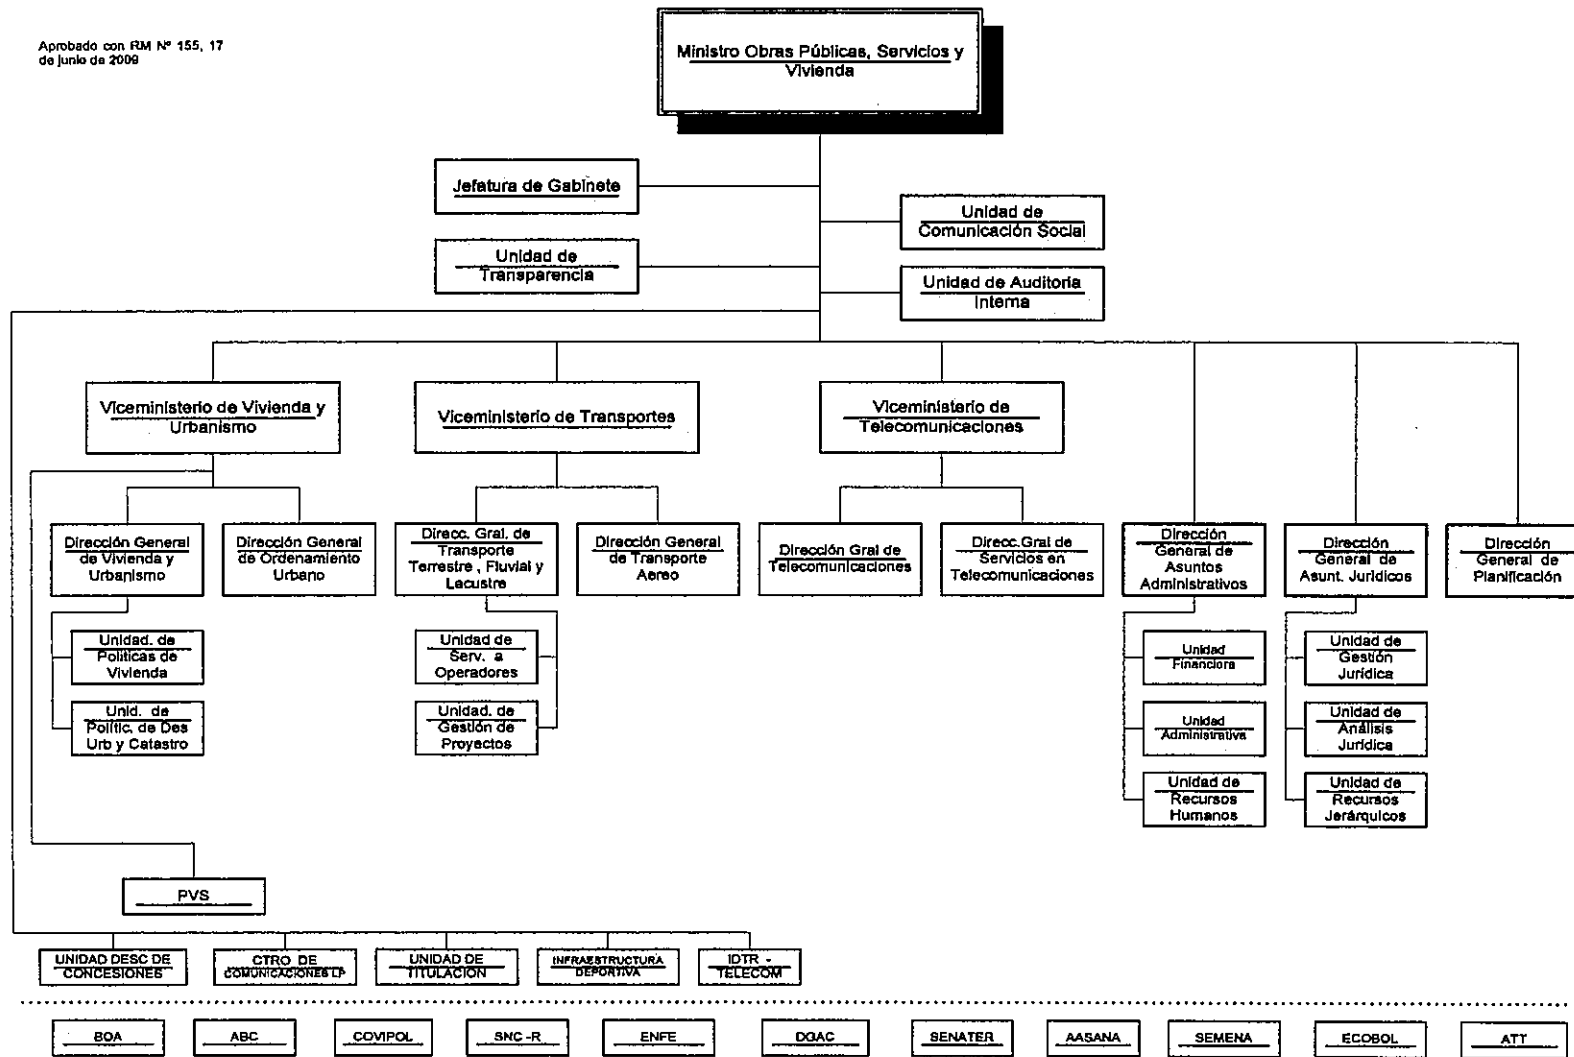 Aprobado con RM Nº 155, 17
de junio de 2009
Ministro Obras Públicas, Servicios y
Vivienda
Jefatura de Gabinete
Unidad de
Comunicación Social
Unidad de
Transparencia
Unidad de Auditoria
Interna
Viceministerio de Vivienda y
Urbanismo
Viceministerio de Transportes
Viceministerio de
Telecomunicaciones
Dirección General
de Vivienda y
Urbanismo
Dirección General
de Ordenamiento
Urbano
Direcc. Gral. de
Transporte
Terrestre , Fluvial y
Lacustre
Dirección General
de Transporte
Aereo
Dirección Gral de
Telecomunicaciones
Direcc.Gral de
Servicios en
Telecomunicaciones
Dirección
General de
Asuntos
Administrativos
Dirección
General de
Asunt. Jurídicos
Dirección
General de
Planificación
Unidad. de
Políticas de
Vivienda
Unid. de
Polític. de Des
Urb y Catastro
Unidad de
Serv. a
Operadores
Unidad. de
Gestión de
Proyectos
Unidad
Financiera
Unidad
Administrativa
Unidad de
Recursos
Humanos
Unidad de
Gestión
Jurídica
Unidad de
Análisis
Jurídica
Unidad de
Recursos
Jerárquicos
PVS
UNIDAD DESC DE
CONCESIONES
CTRO DE
COMUNICACIONES LP
UNIDAD DE
TITULACION
INFRAESTRUCTURA
DEPORTIVA
IDTR -
TELECOM
BOA
ABC
COVIPOL
SNC -R
ENFE
DGAC
SENATER
AASANA
SEMENA
ECOBOL
ATT